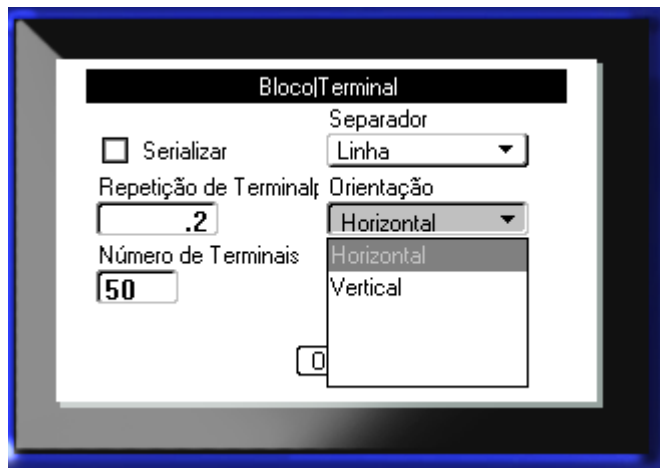 Bloco|Terminal
Separador
Serializar
Linha
Repetição de Terminal
Orientação
.2
Horizontal
Número de Terminais
Horizontal
50
Vertical
O